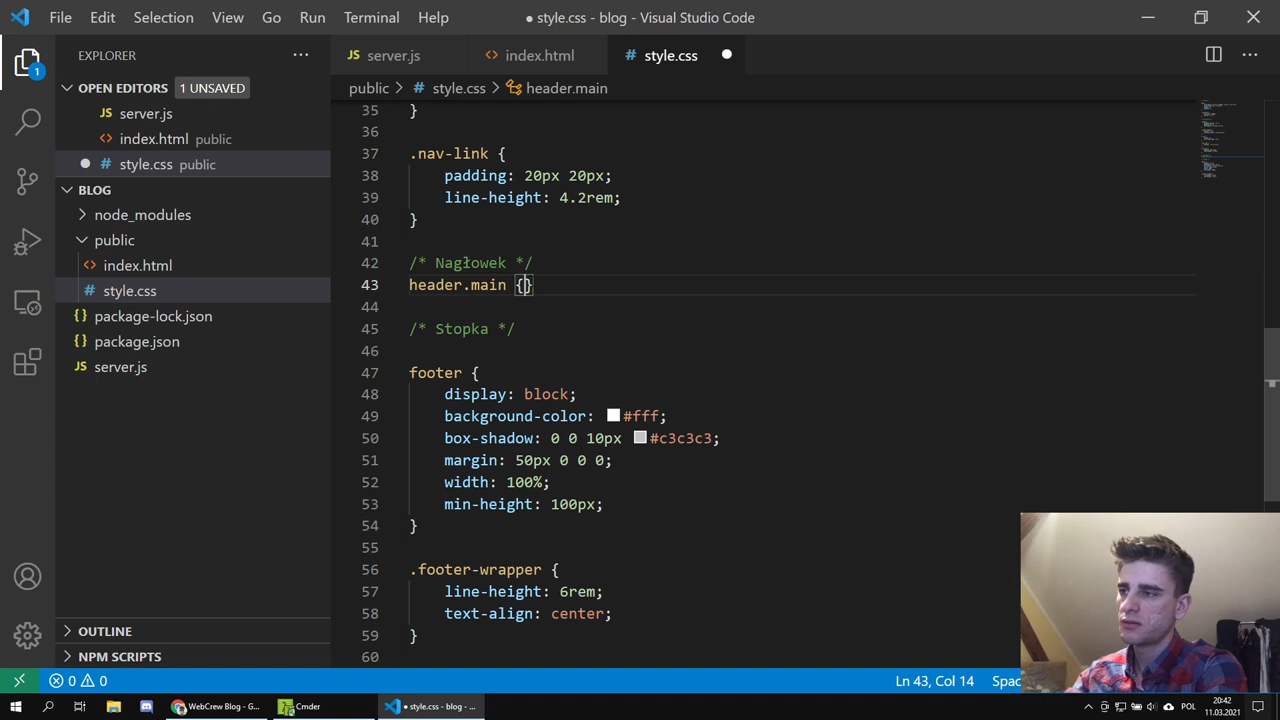 File Edit Selection View Go Run Terminal Help
● style.css - blog - Visual Studio Code
EXPLORER
OPEN EDITORS 1 UNSAVED
JS server.js
<> index.html public
# style.css public
BLOG
node_modules
public
<> index.html
# style.css
{} package-lock.json
{} package.json
JS server.js
OUTLINE
NPM SCRIPTS
1
JS server.js <> index.html # style.css
public > # style.css > header.main
35 }
36
37 .nav-link {
38 padding: 20px 20px;
39 line-height: 4.2rem;
40 }
41
42 /* Nagłowek */
43 header.main {}
44
45 /* Stopka */
46
47 footer {
48 display: block;
49 background-color: #fff;
50 box-shadow: 0 0 10px #c3c3c3;
51 margin: 50px 0 0 0;
52 width: 100%;
53 min-height: 100px;
54 }
55
56 .footer-wrapper {
57 line-height: 6rem;
58 text-align: center;
59 }
60
0 0 Ln 43, Col 14 Spac
WebCrew Blog - G... Cmder ● style.css - blog - ... POL 20:42
11.03.2021